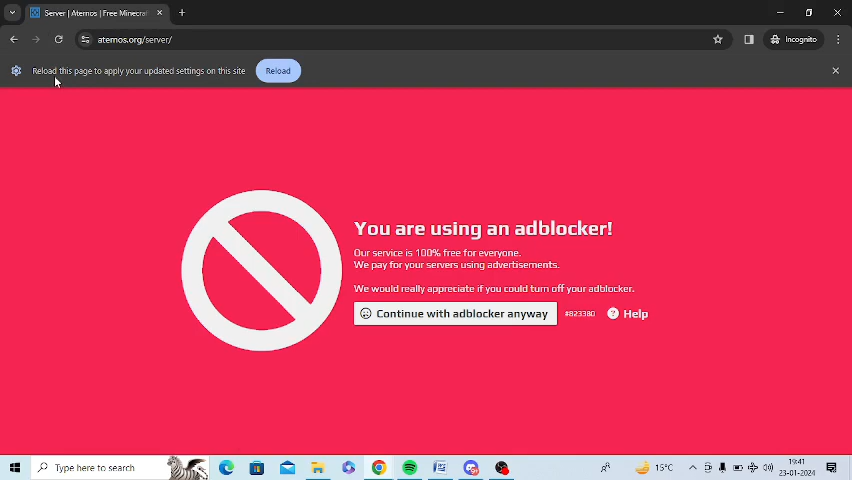 Server | Aternos | Free Minecraf
aternos.org/server/
Incognito
Reload this page to apply your updated settings on this site
Reload
You are using an adblocker!
Our service is 100% free for everyone.
We pay for your servers using advertisements.
We would really appreciate if you could turn off your adblocker.
Continue with adblocker anyway
#823380
Help
Type here to search
15°C
19:41
23-01-2024